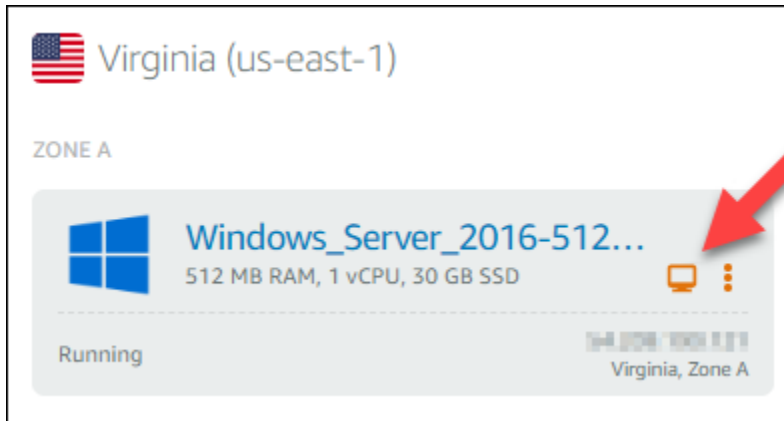 Virginia (us-east-1)
ZONE A
Windows_Server_2016-512...
512 MB RAM, 1 vCPU, 30 GB SSD
Running
Virginia, Zone A